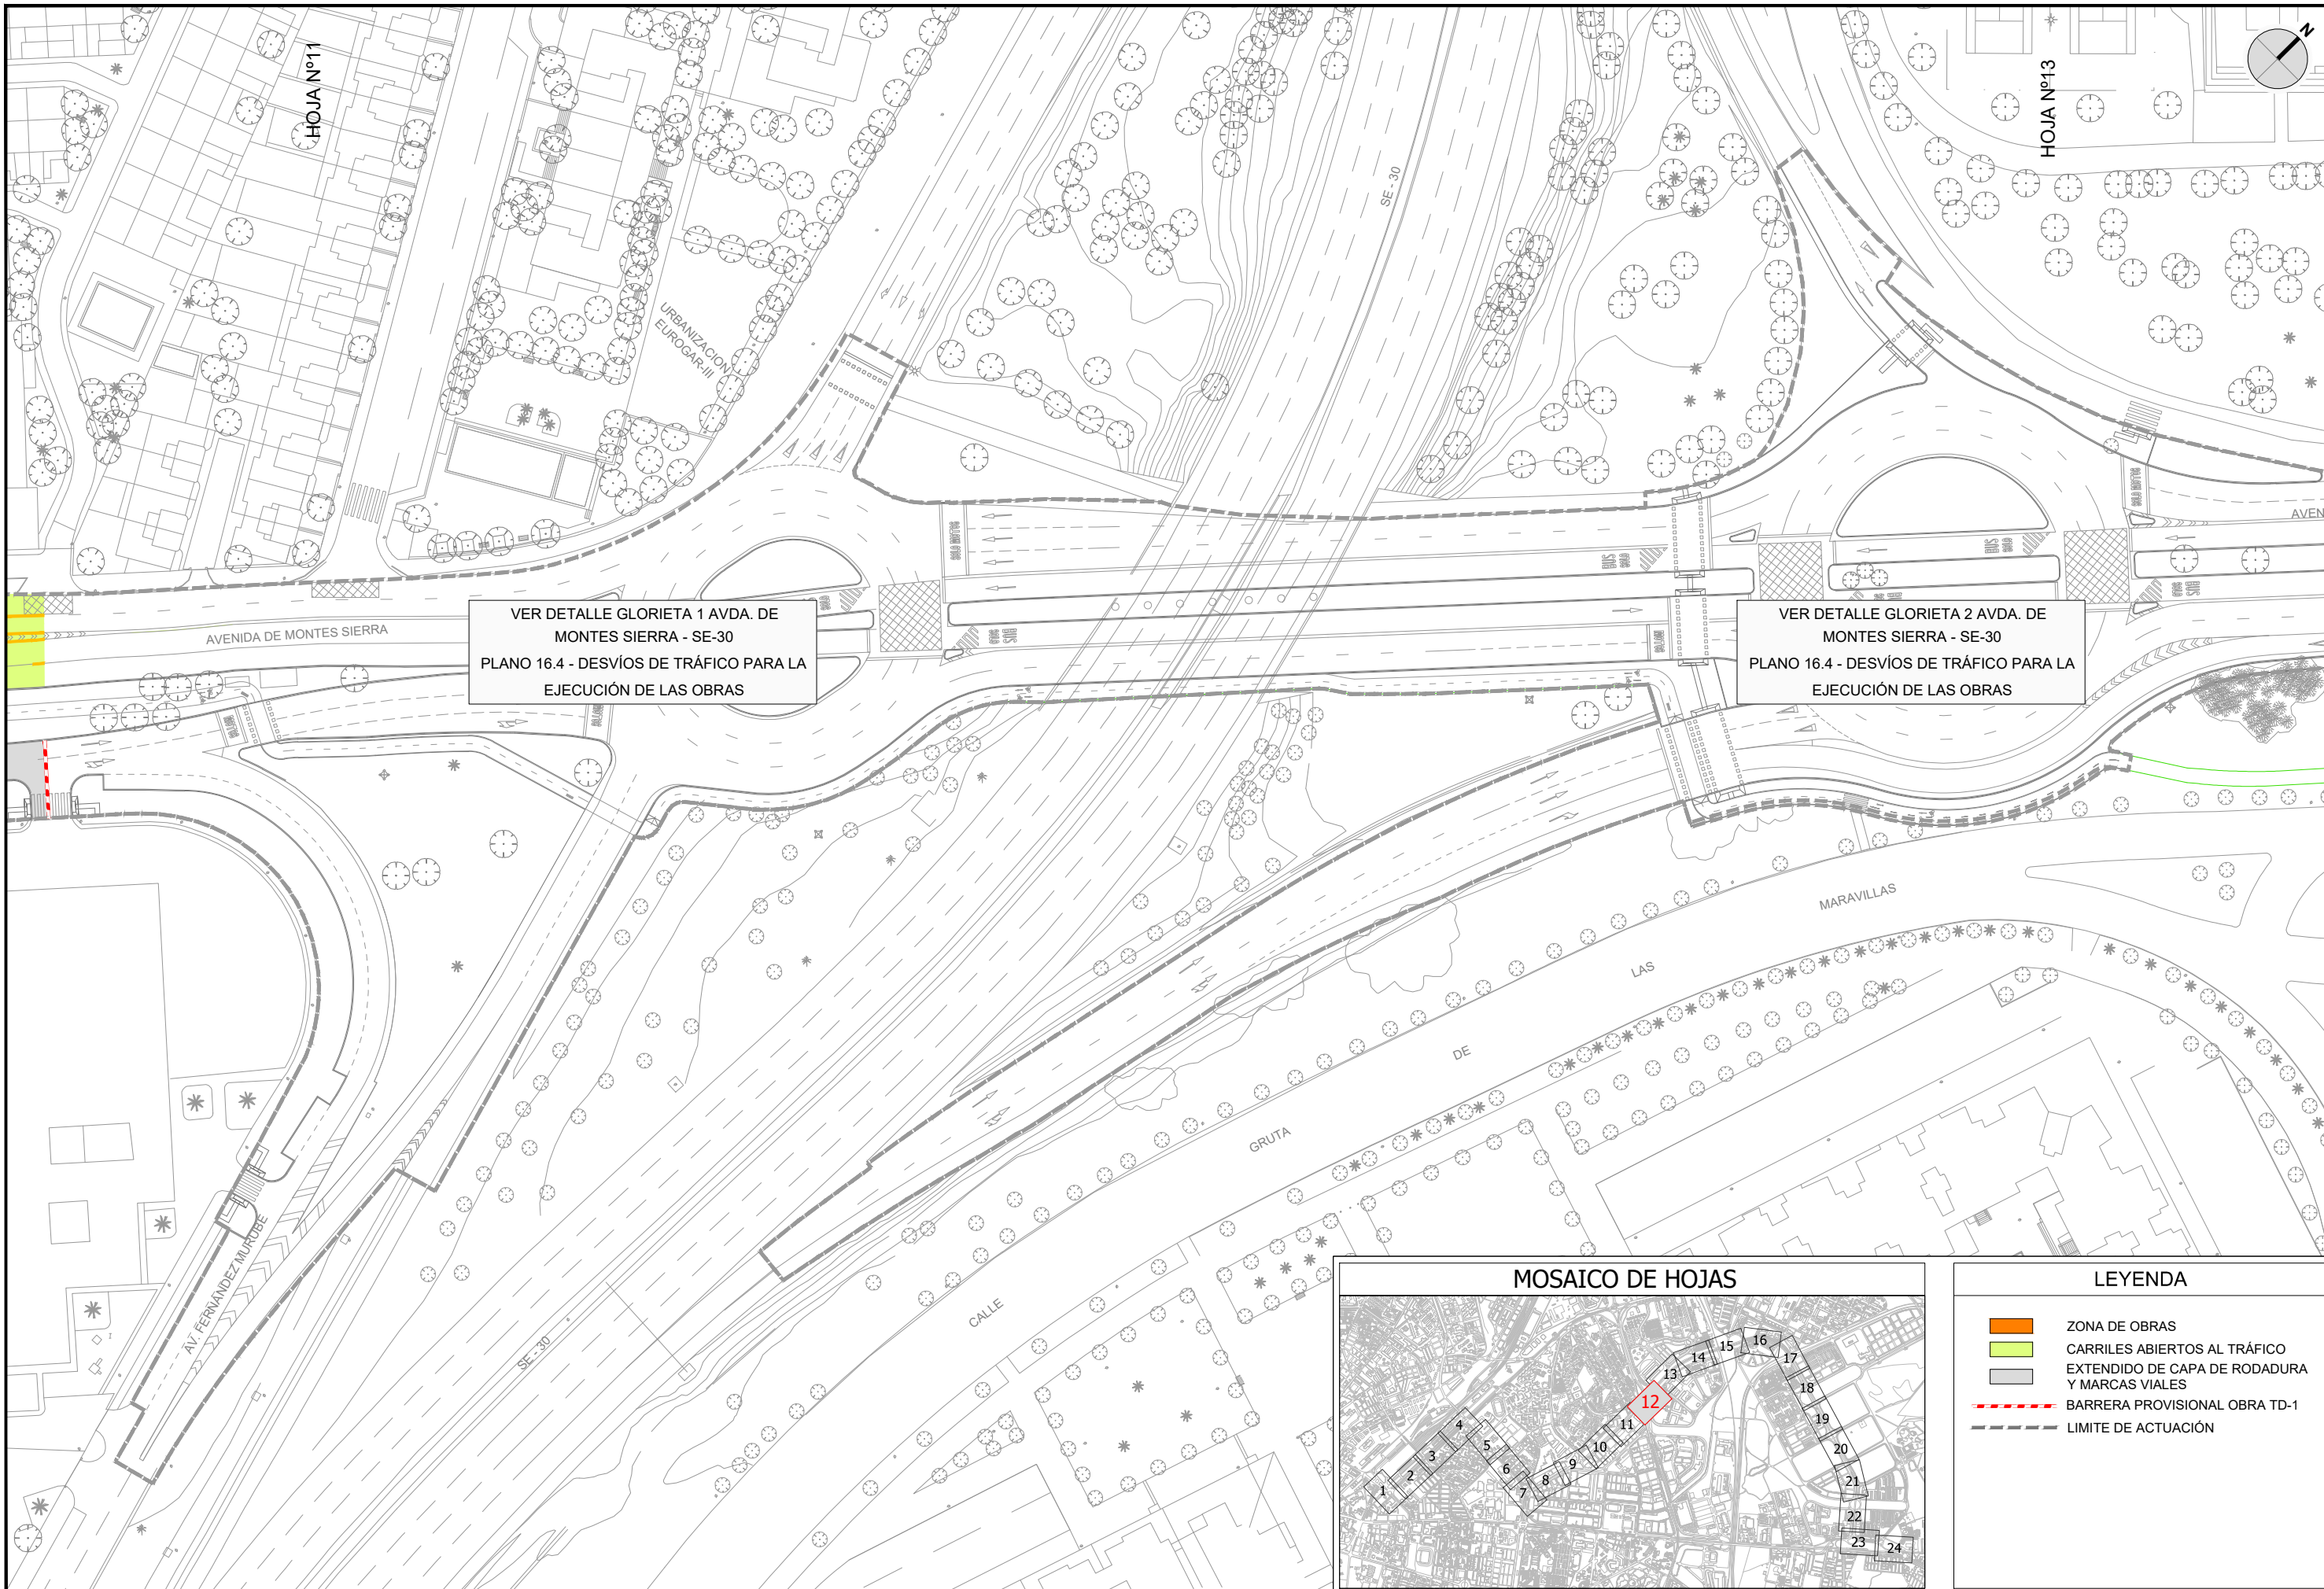 HOJA Nº11
HOJA Nº13
N
SE - 30
URBANIZACION
EUROGAR-III
AVEN
BUS
BUS
AVENIDA DE MONTES SIERRA
VER DETALLE GLORIETA 1 AVDA. DE
MONTES SIERRA - SE-30
PLANO 16.4 - DESVÍOS DE TRÁFICO PARA LA
EJECUCIÓN DE LAS OBRAS
BUS
VER DETALLE GLORIETA 2 AVDA. DE
MONTES SIERRA - SE-30
PLANO 16.4 - DESVÍOS DE TRÁFICO PARA LA
EJECUCIÓN DE LAS OBRAS
BUS
CALLE
GRUTA
DE
LAS
MARAVILLAS
AV. FERNÁNDEZ MURUBE
SE - 30
MOSAICO DE HOJAS
1
2
3
4
5
6
7
8
9
10
11
12
13
14
15
16
17
18
19
20
21
22
23
24
LEYENDA
ZONA DE OBRAS
CARRILES ABIERTOS AL TRÁFICO
EXTENDIDO DE CAPA DE RODADURA
Y MARCAS VIALES
BARRERA PROVISIONAL OBRA TD-1
LIMITE DE ACTUACIÓN